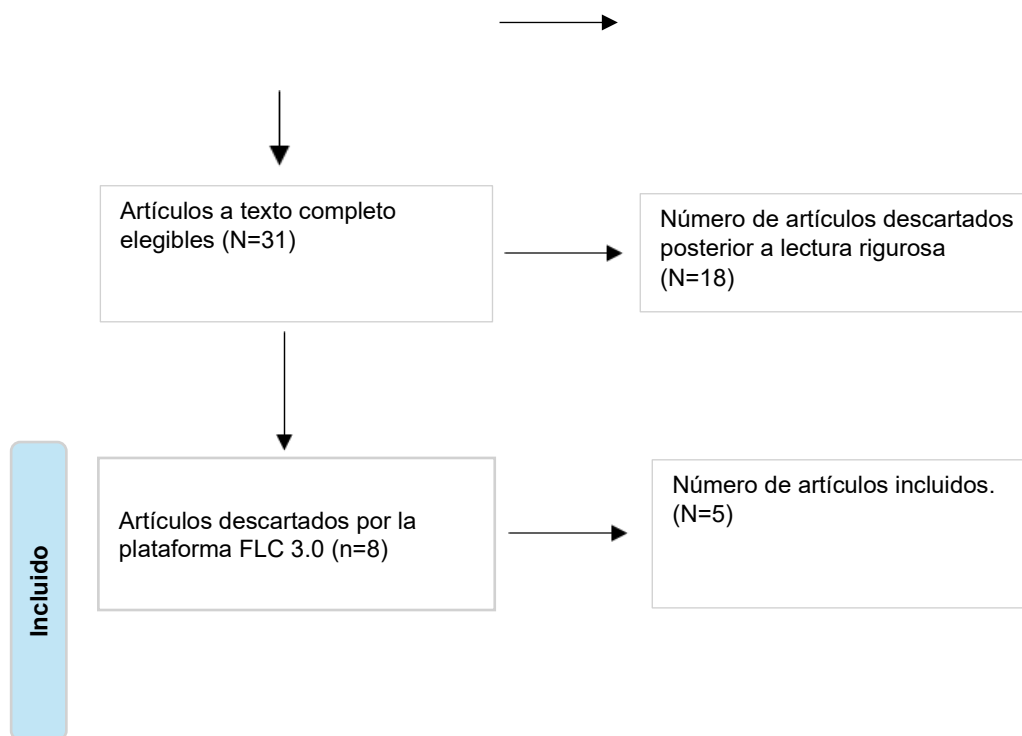 Artículos a texto completo
elegibles (N=31)
Número de artículos descartados
posterior a lectura rigurosa
(N=18)
Incluido
Artículos descartados por la
plataforma FLC 3.0 (n=8)
Número de artículos incluidos.
(N=5)